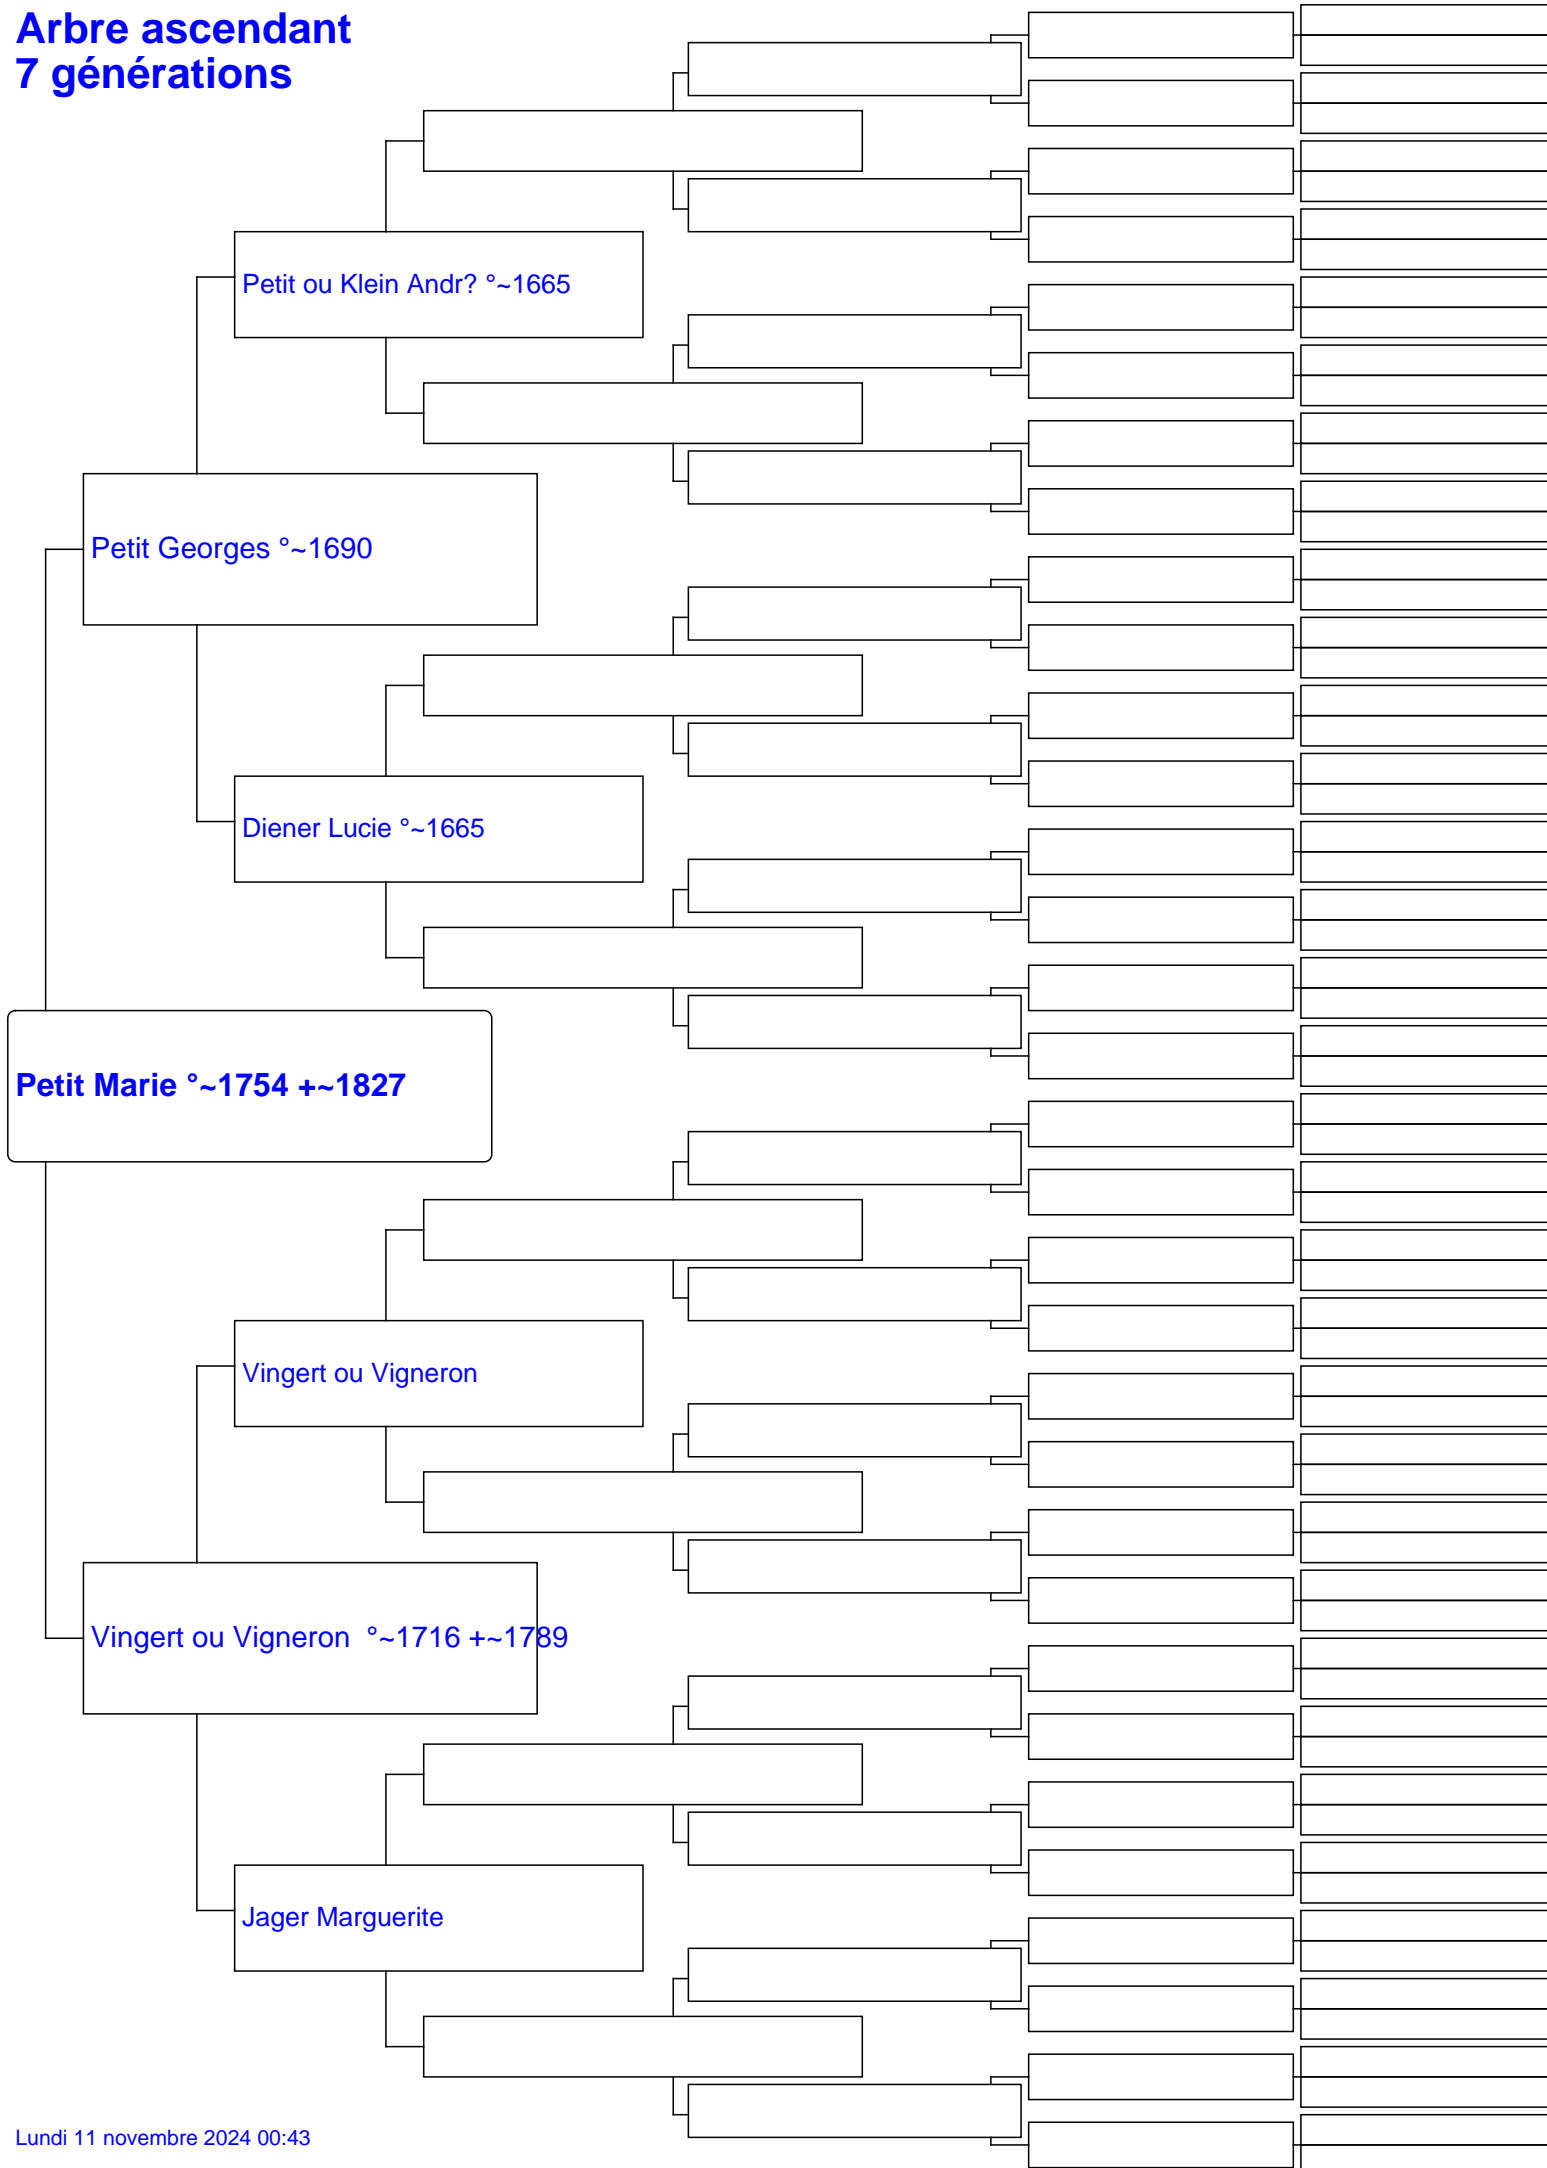 Arbre ascendant
7 générations
Petit ou Klein Andr? °~1665
Petit Georges °~1690
Diener Lucie °~1665
Petit Marie °~1754 +~1827
Vingert ou Vigneron
Vingert ou Vigneron  °~1716 +~1789
Jager Marguerite
Lundi 11 novembre 2024 00:43